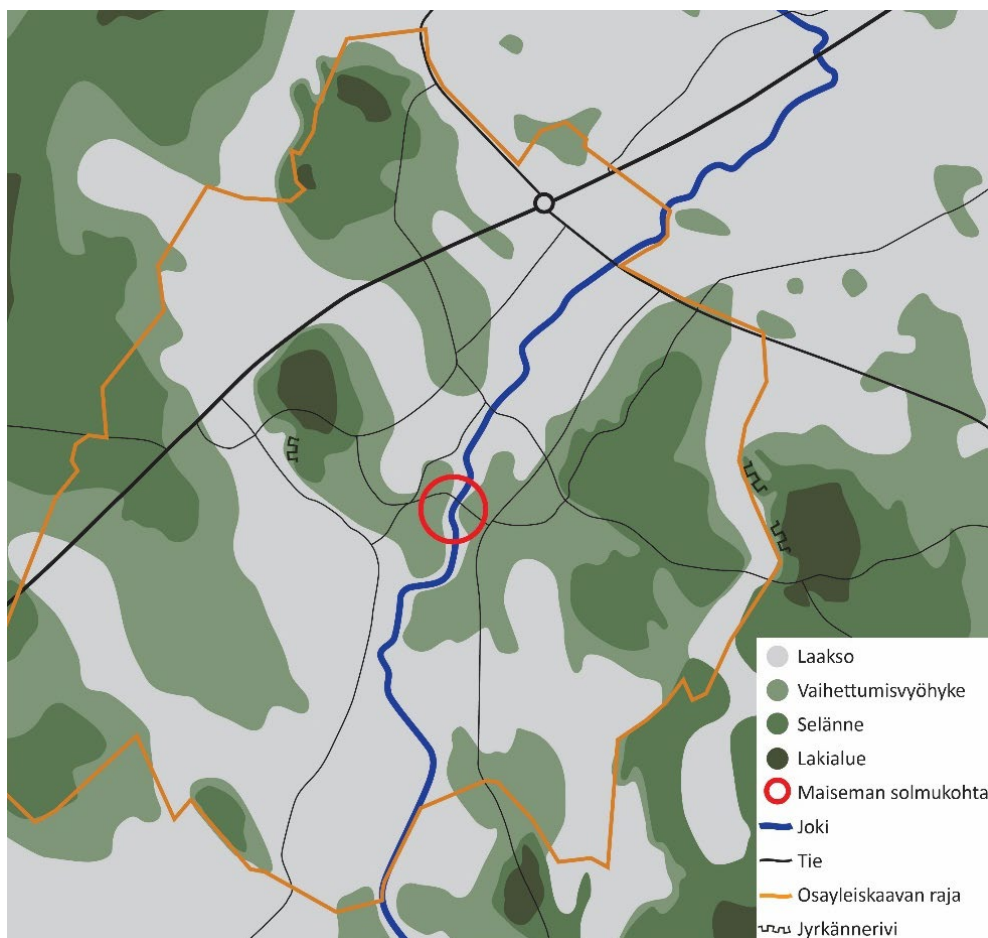 Laakso
Vaihettumisvyöhyke
Selänne
Lakialue
Maiseman solmukohta
Joki
Tie
Osayleiskaavan raja
Jyrkännerivi